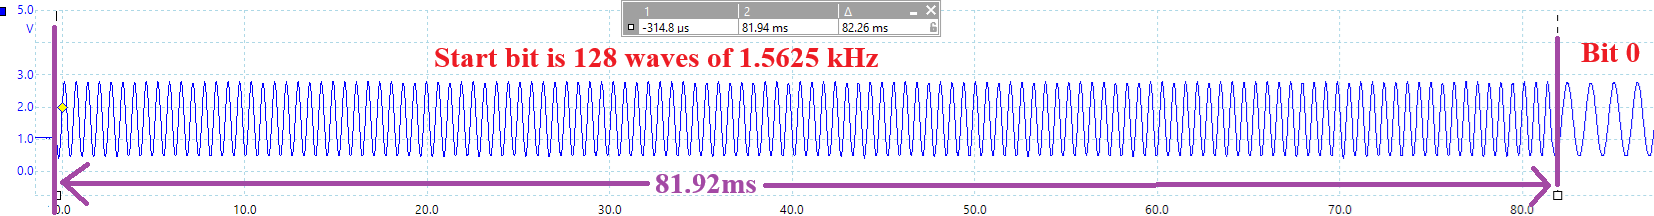 5.0
V
1 2 Δ
-314.8 µs 81.94 ms 82.26 ms
Start bit is 128 waves of 1.5625 kHz
Bit 0
3.0
2.0
1.0
0.0
81.92ms
0.0 10.0 20.0 30.0 40.0 50.0 60.0 70.0 80.0